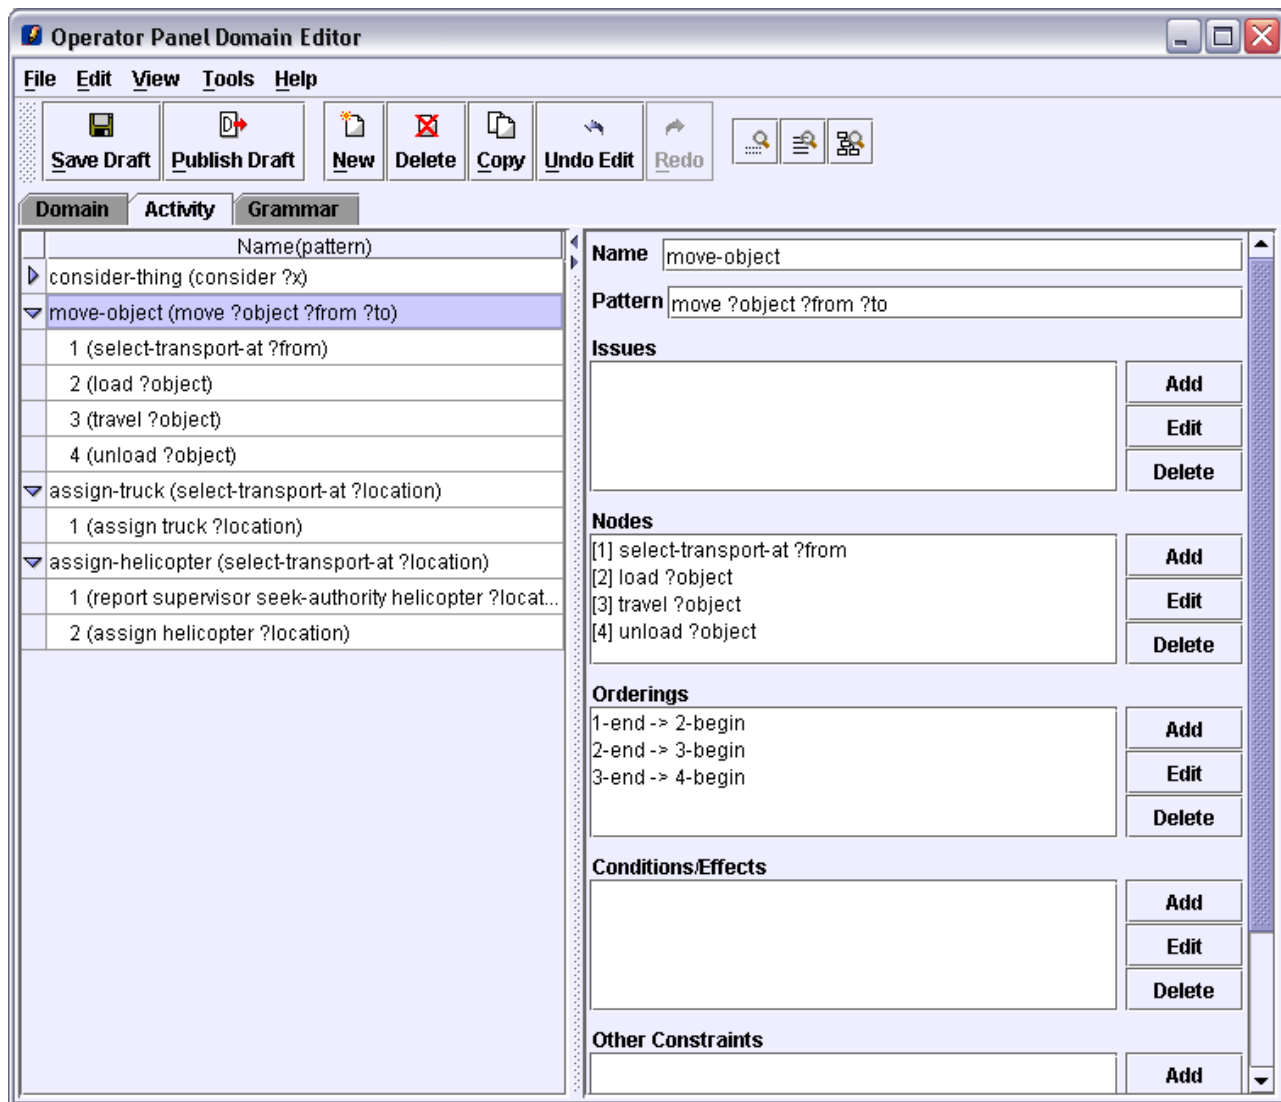 Operator Panel Domain Editor
File Edit View Tools Help
Save Draft Publish Draft New Delete Copy Undo Edit Redo
Domain Activity Grammar
Name(pattern)
consider-thing (consider ?x)
move-object (move ?object ?from ?to)
1 (select-transport-at ?from)
2 (load ?object)
3 (travel ?object)
4 (unload ?object)
assign-truck (select-transport-at ?location)
1 (assign truck ?location)
assign-helicopter (select-transport-at ?location)
1 (report supervisor seek-authority helicopter ?locat...
2 (assign helicopter ?location)
Name move-object
Pattern move ?object ?from ?to
Issues
Add
Edit
Delete
Nodes
[1] select-transport-at ?from
[2] load ?object
[3] travel ?object
[4] unload ?object
Add
Edit
Delete
Orderings
1-end -> 2-begin
2-end -> 3-begin
3-end -> 4-begin
Add
Edit
Delete
Conditions/Effects
Add
Edit
Delete
Other Constraints
Add